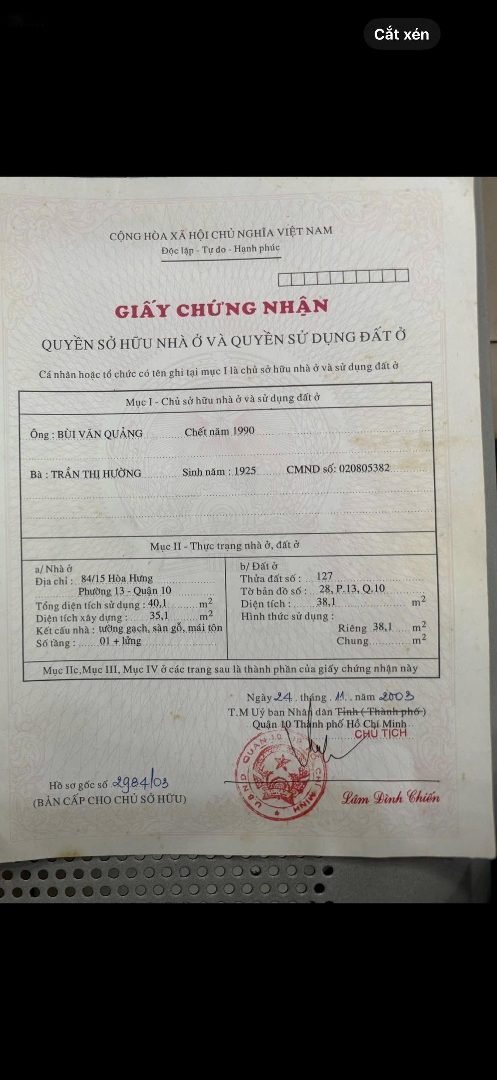 Cắt xén
CỘNG HÒA XÃ HỘI CHỦ NGHĨA VIỆT NAM
Độc lập - Tự do - Hạnh phúc
GIẤY CHỨNG NHẬN
QUYỀN SỞ HỮU NHÀ Ở VÀ QUYỀN SỬ DỤNG ĐẤT Ở
Cá nhân hoặc tổ chức có tên ghi tại mục I là chủ sở hữu nhà ở và sử dụng đất ở
Mục I - Chủ sở hữu nhà ở và sử dụng đất ở
Ông : BÙI VĂN QUẢNG Chết năm 1990
Bà : TRẦN THỊ HƯỜNG Sinh năm : 1925 CMND số: 020805382
Mục II - Thực trạng nhà ở, đất ở
a/ Nhà ở
Địa chỉ : 84/15 Hòa Hưng
Phường 13 - Quận 10
Tổng diện tích sử dụng : 40,1 m2
Diện tích xây dựng : 35,1 m2
Kết cấu nhà : tường gạch, sàn gỗ, mái tôn
Số tầng : 01 + lửng
b/ Đất ở
Thửa đất số : 127
Tờ bản đồ số : 28, P.13, Q.10
Diện tích : 38,1 m2
Hình thức sử dụng :
Riêng 38,1 m2
Chung m2
Mục IIc,Mục III, Mục IV ở các trang sau là thành phần của giấy chứng nhận này
Ngày 24 tháng 11 năm 2003
T.M Uỷ ban Nhân dân Tỉnh ( Thành phố )
Quận 10 Thành phố Hồ Chí Minh
CHỦ TỊCH
U.B.N.D QUẬN 10 T.P HỒ CHÍ MINH
Hồ sơ gốc số 2984/03
(BẢN CẤP CHO CHỦ SỞ HỮU)
Lâm Đình Chiến